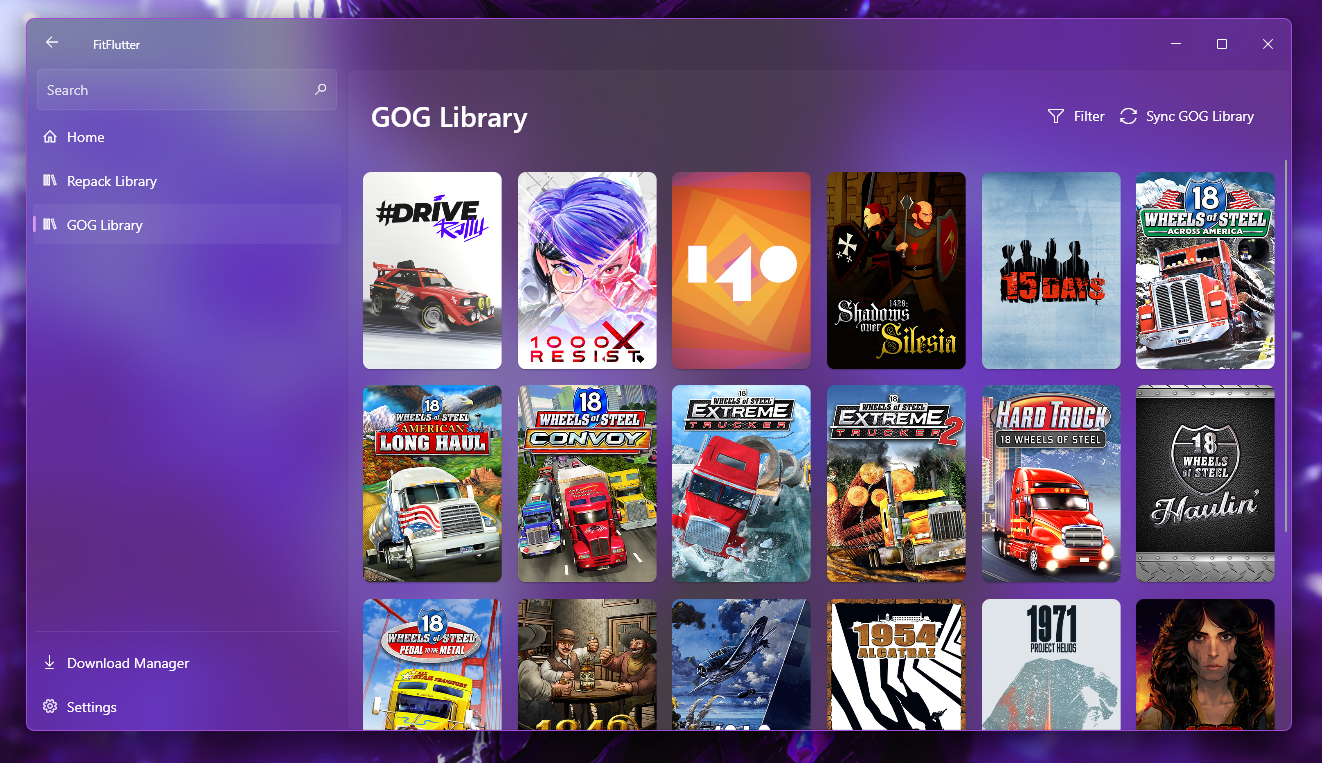 FitFlutter
Search
Home
Repack Library
GOG Library
Download Manager
Settings
GOG Library
Filter
Sync GOG Library
#DRIVE
Rally
1000X
RESIST
140
1428:
Shadows
over
Silesia
15 DAYS
18
WHEELS of STEEL
ACROSS AMERICA
18
WHEELS of STEEL
AMERICAN
LONG HAUL
18
WHEELS of STEEL
CONVOY
18
WHEELS of STEEL
EXTREME
TRUCKER
18
WHEELS of STEEL
EXTREME
TRUCKER 2
HARD TRUCK
18 WHEELS OF STEEL
18
WHEELS
of STEEL
Haulin'
18
WHEELS of STEEL
PEDAL TO THE METAL
1954
ALCATRAZ
1971
PROJECT HELIOS